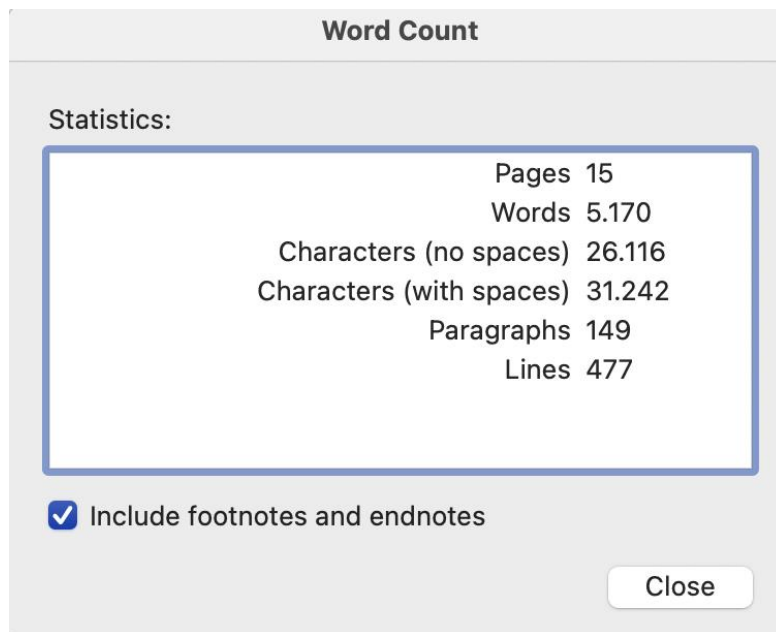 Word Count
Statistics:
Pages 15
Words 5.170
Characters (no spaces) 26.116
Characters (with spaces) 31.242
Paragraphs 149
Lines 477
Include footnotes and endnotes
Close